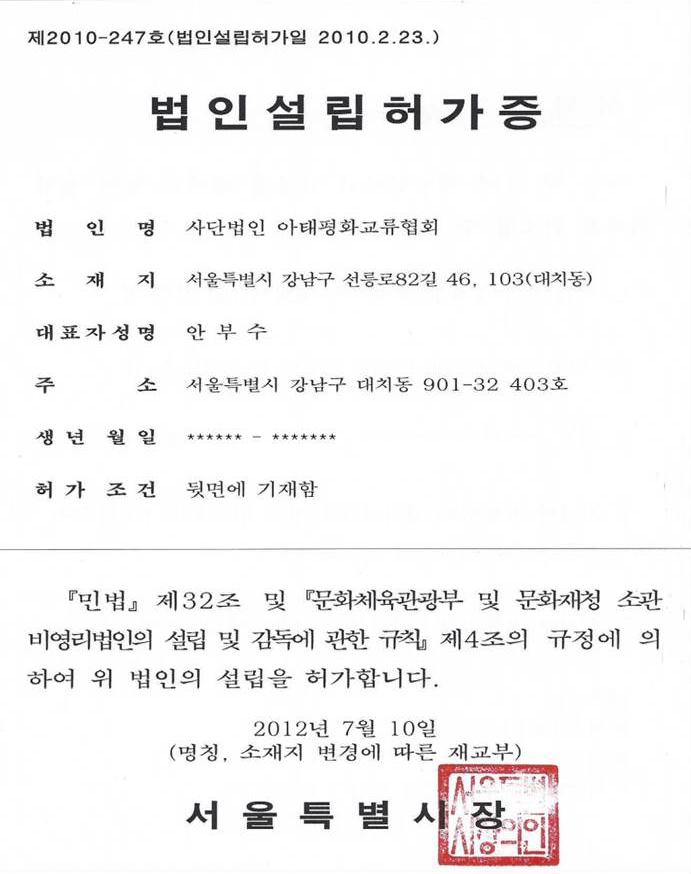 제2010-247호(법인설립허가일 2010.2.23.)
법인설립허가증
법 인 명 사단법인 아태평화교류협회
소 재 지 서울특별시 강남구 선릉로82길 46, 103(대치동)
대표자성명 안 부 수
주 소 서울특별시 강남구 대치동 901-32 403호
생 년 월 일 ****** - *******
허 가 조 건 뒷면에 기재함
『민법』 제32조 및 『문화체육관광부 및 문화재청 소관
비영리법인의 설립 및 감독에 관한 규칙』 제4조의 규정에 의
하여 위 법인의 설립을 허가합니다.
2012년 7월 10일
(명칭, 소재지 변경에 따른 재교부)
서울특별시장
서울특별
시장의인